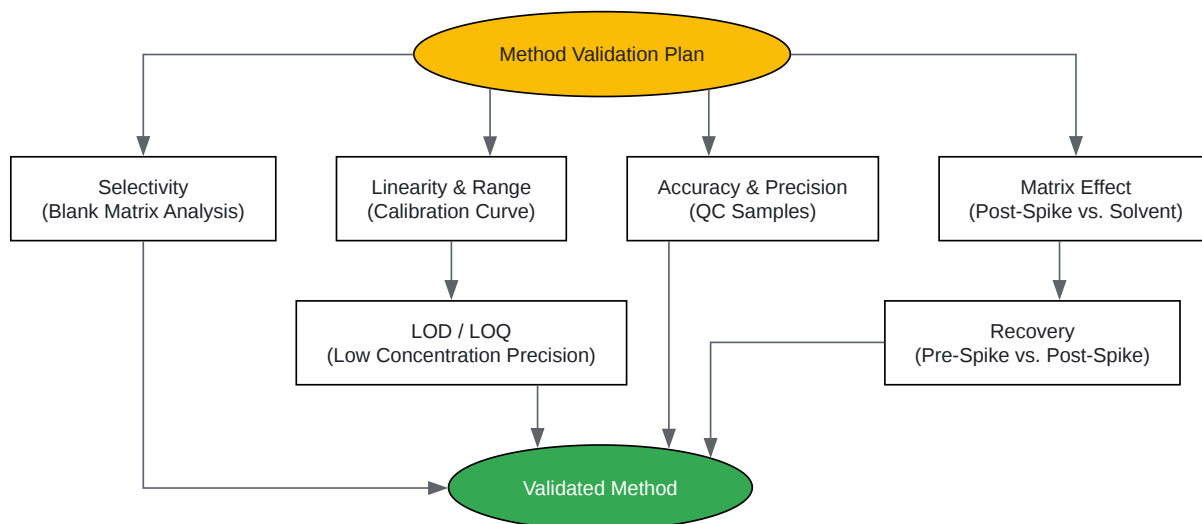 Method Validation Plan
Selectivity
(Blank Matrix Analysis)
Linearity & Range
(Calibration Curve)
Accuracy & Precision
(QC Samples)
Matrix Effect
(Post-Spike vs. Solvent)
LOD / LOQ
(Low Concentration Precision)
Recovery
(Pre-Spike vs. Post-Spike)
Validated Method